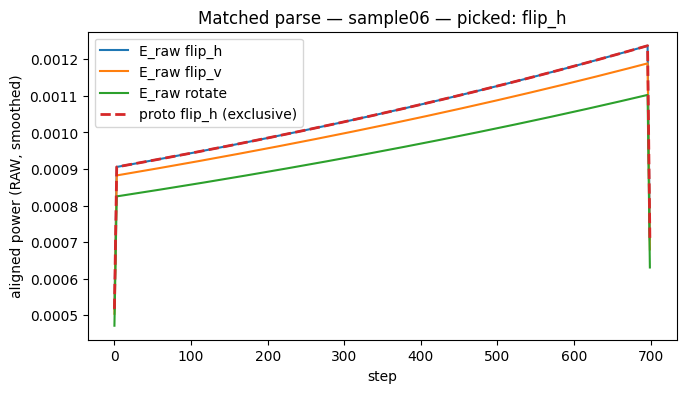 Matched parse — sample06 — picked: flip_h
aligned power (RAW, smoothed)
0.0012
0.0011
0.0010
0.0009
0.0008
0.0007
0.0006
0.0005
E_raw flip_h
E_raw flip_v
E_raw rotate
proto flip_h (exclusive)
0 100 200 300 400 500 600 700
step